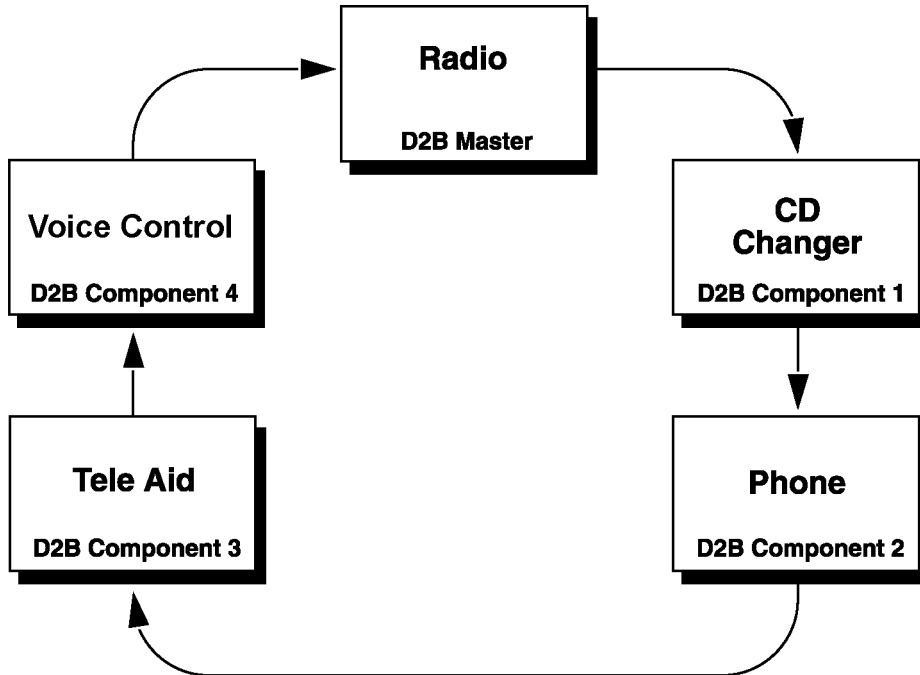 Radio
D2B Master
CD
Changer
D2B Component 1
Phone
D2B Component 2
Tele Aid
D2B Component 3
Voice Control
D2B Component 4